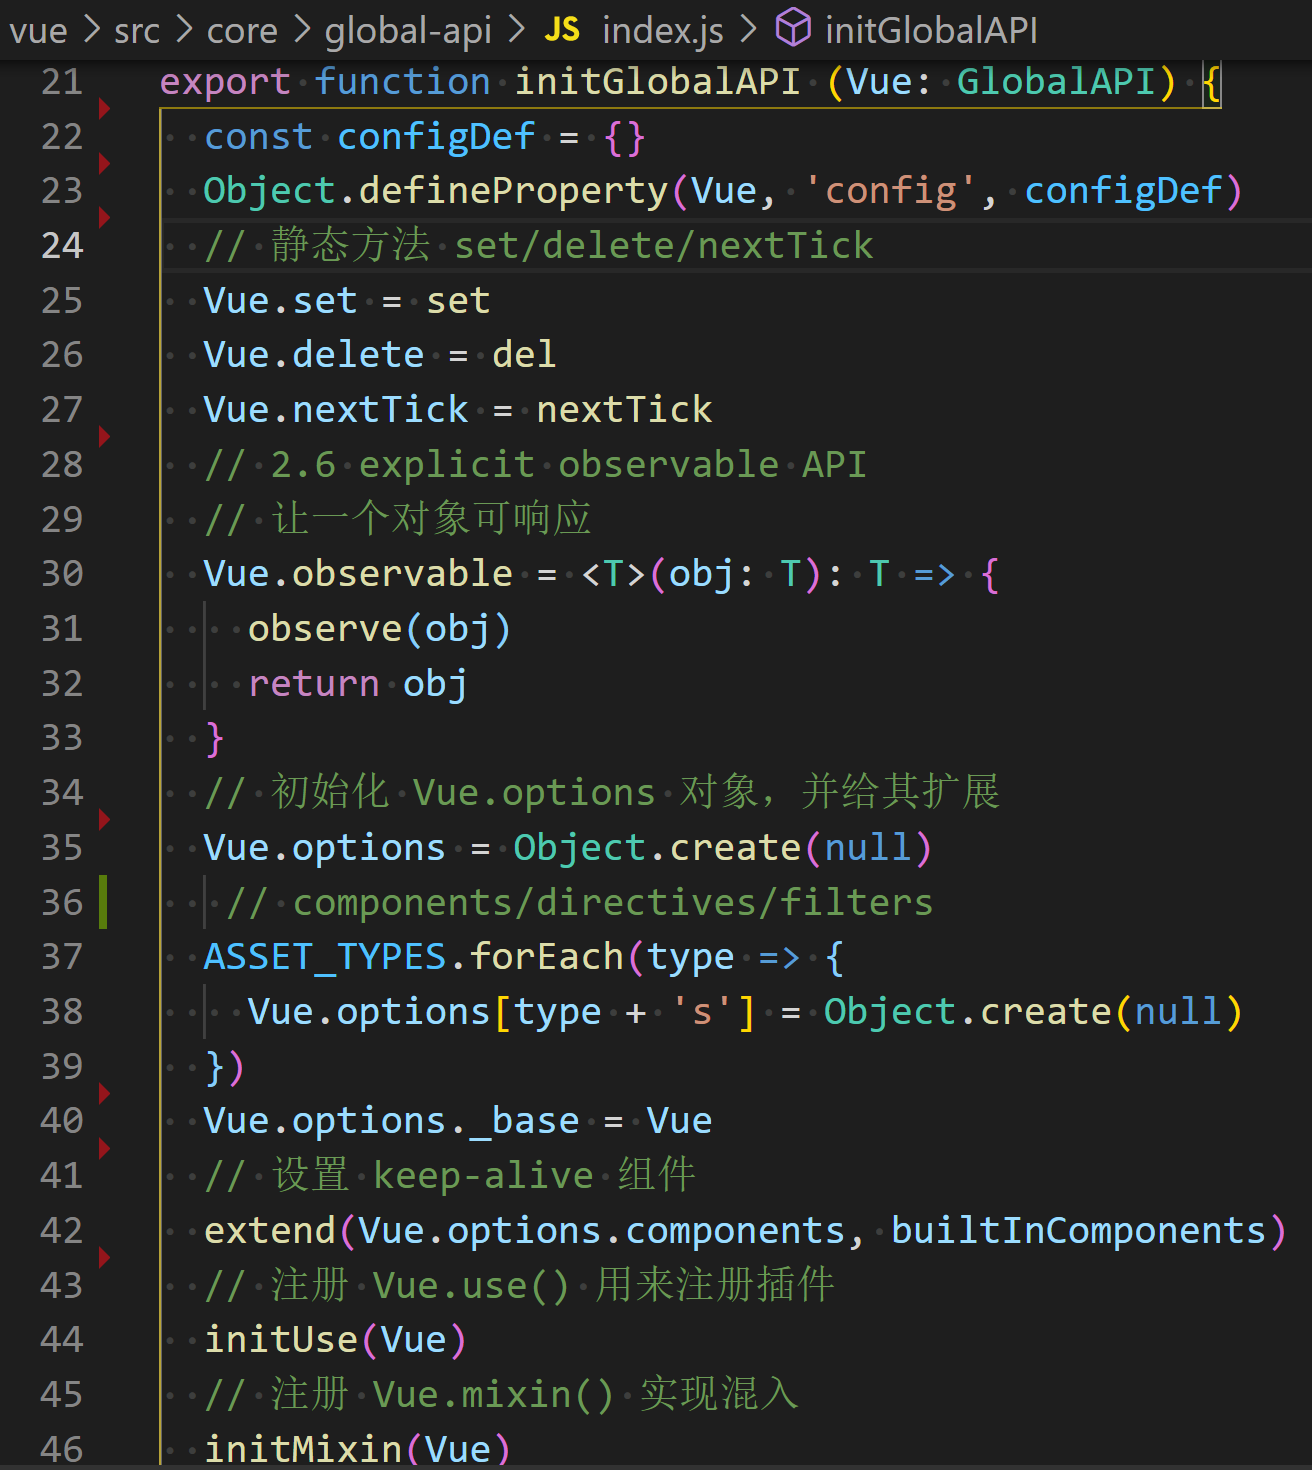 vue > src > core > global-api > JS index.js > initGlobalAPI
21 export function initGlobalAPI (Vue: GlobalAPI) {
22 const configDef = {}
23 Object.defineProperty(Vue, 'config', configDef)
24 // 静态方法 set/delete/nextTick
25 Vue.set = set
26 Vue.delete = del
27 Vue.nextTick = nextTick
28 // 2.6 explicit observable API
29 // 让一个对象可响应
30 Vue.observable = <T>(obj: T): T => {
31 observe(obj)
32 return obj
33 }
34 // 初始化 Vue.options 对象，并给其扩展
35 Vue.options = Object.create(null)
36 // components/directives/filters
37 ASSET_TYPES.forEach(type => {
38 Vue.options[type + 's'] = Object.create(null)
39 })
40 Vue.options._base = Vue
41 // 设置 keep-alive 组件
42 extend(Vue.options.components, builtInComponents)
43 // 注册 Vue.use() 用来注册插件
44 initUse(Vue)
45 // 注册 Vue.mixin() 实现混入
46 initMixin(Vue)